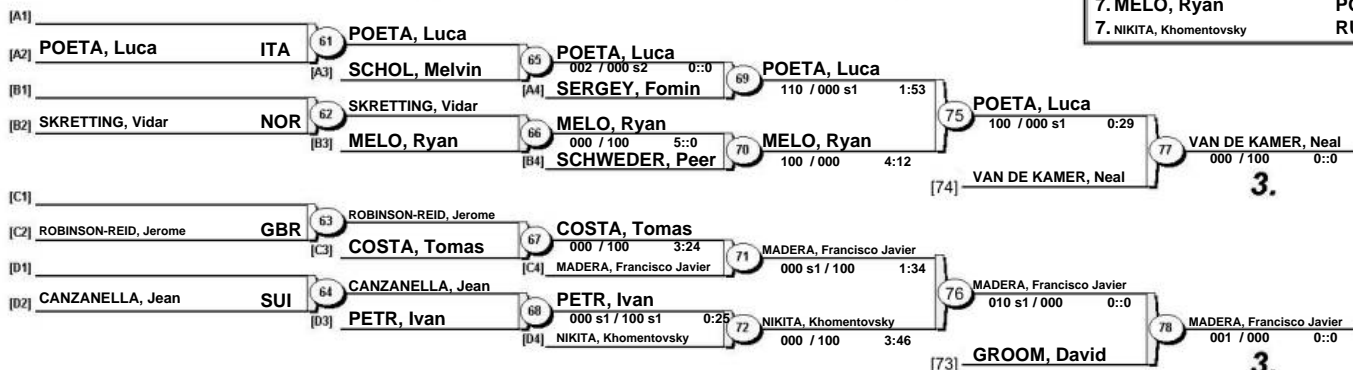 7. MELO, Ryan PO
7. NIKITA, Khomentovsky RU
[A1]
[A2] POETA, Luca ITA
61 POETA, Luca
[A3] SCHOL, Melvin
65 POETA, Luca
002 / 000 s2 0::0
[A4] SERGEY, Fomin
69 POETA, Luca
110 / 000 s1 1:53
[B1]
[B2] SKRETTING, Vidar NOR
62 SKRETTING, Vidar
[B3] MELO, Ryan
66 MELO, Ryan
000 / 100 5::0
[B4] SCHWEDER, Peer
70 MELO, Ryan
100 / 000 4:12
75 POETA, Luca
100 / 000 s1 0:29
[74] VAN DE KAMER, Neal
77 VAN DE KAMER, Neal
000 / 100 0::0
3.
[C1]
[C2] ROBINSON-REID, Jerome GBR
63 ROBINSON-REID, Jerome
[C3] COSTA, Tomas
67 COSTA, Tomas
000 / 100 3:24
[C4] MADERA, Francisco Javier
71 MADERA, Francisco Javier
000 s1 / 100 1:34
[D1]
[D2] CANZANELLA, Jean SUI
64 CANZANELLA, Jean
[D3] PETR, Ivan
68 PETR, Ivan
000 s1 / 100 s1 0:25
[D4] NIKITA, Khomentovsky
72 NIKITA, Khomentovsky
000 / 100 3:46
76 MADERA, Francisco Javier
010 s1 / 000 0::0
[73] GROOM, David
78 MADERA, Francisco Javier
001 / 000 0::0
3.